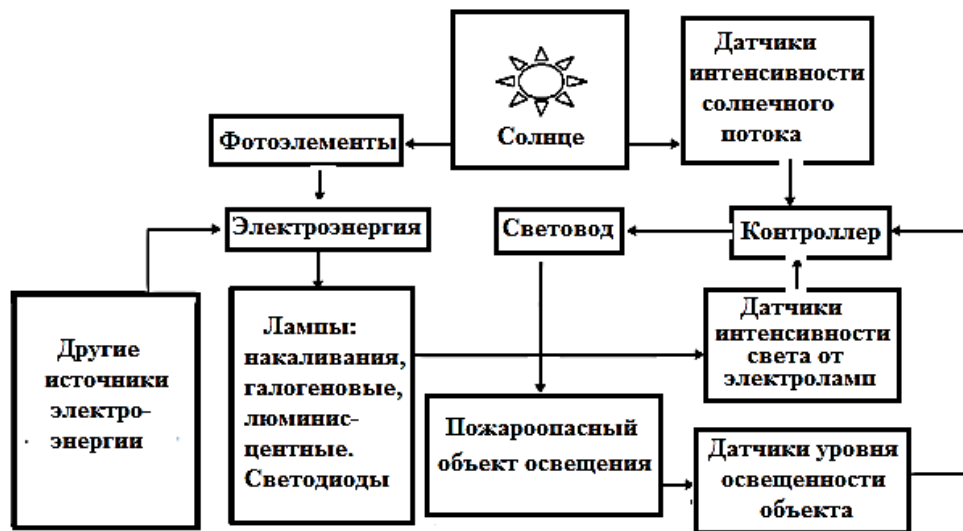 Солнце
Датчики
интенсивности
солнечного
потока
Фотоэлементы
Электроэнергия
Световод
Контроллер
Другие
источники
электро-
энергии
Лампы:
накаливания,
галогеновые,
люминис-
центные.
Светодиоды
Датчики
интенсивности
света от
электроламп
Пожароопасный
объект освещения
Датчики уровня
освещенности
объекта